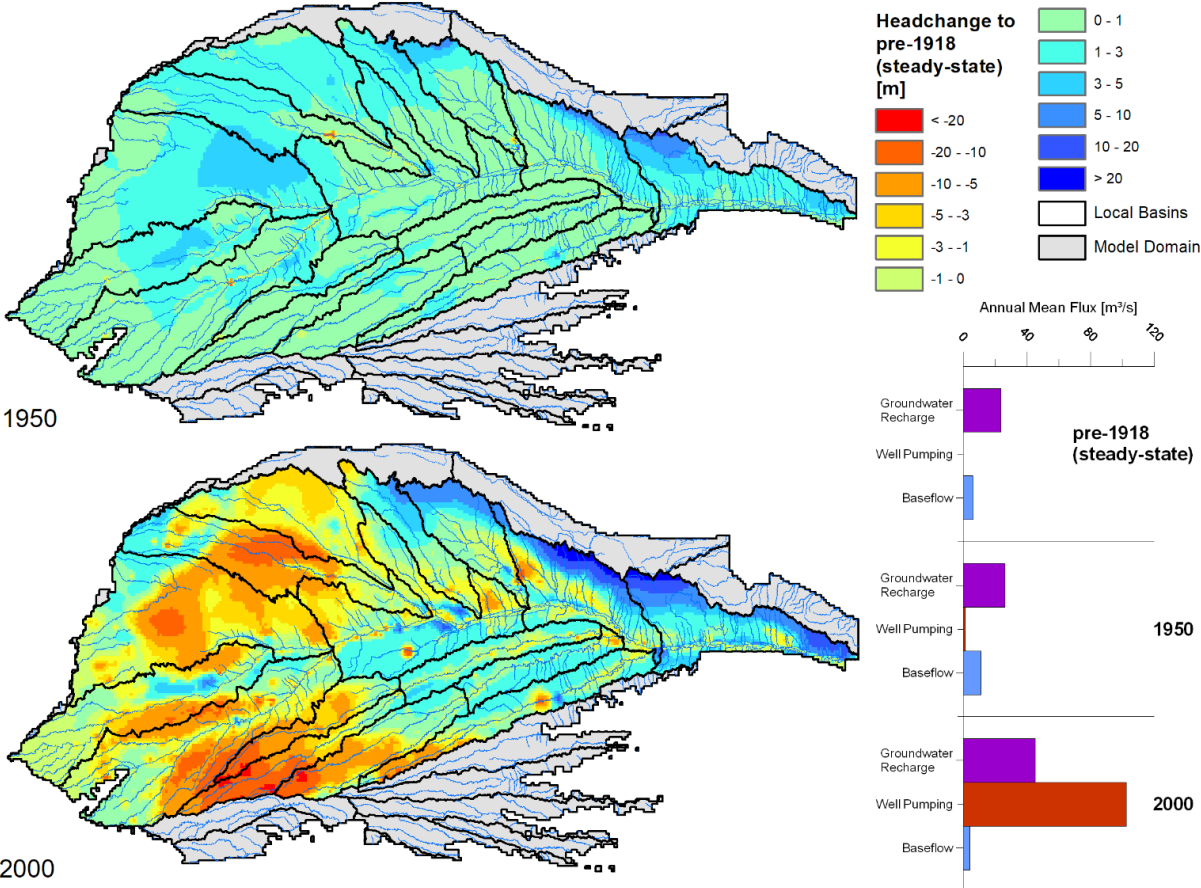 Headchange to
pre-1918
(steady-state)
[m]
< -20
-20 - -10
-10 - -5
-5 - -3
-3 - -1
-1 - 0
0 - 1
1 - 3
3 - 5
5 - 10
10 - 20
> 20
Local Basins
Model Domain
1950
2000
Annual Mean Flux [m³/s]
0 40 80 120
Groundwater
Recharge
Well Pumping
Baseflow
pre-1918
(steady-state)
Groundwater
Recharge
Well Pumping
Baseflow
1950
Groundwater
Recharge
Well Pumping
Baseflow
2000